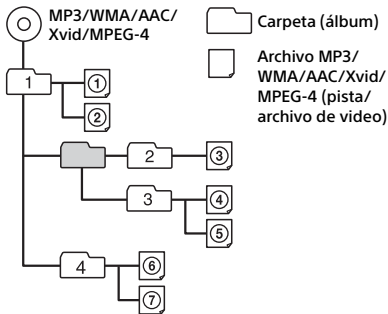 MP3/WMA/AAC/
Xvid/MPEG-4
Carpeta (álbum)
Archivo MP3/
WMA/AAC/Xvid/
MPEG-4 (pista/
archivo de video)
1
①
②
2
③
3
④
⑤
4
⑥
⑦